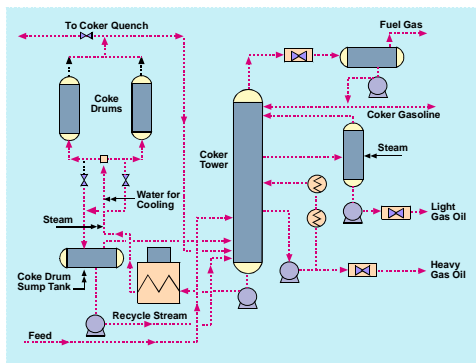 To Coker Quench
Fuel Gas
Coke
Drums
Coker Gasoline
Coker
Tower
Steam
Water for
Cooling
Steam
Light
Gas Oil
Coke Drum
Sump Tank
Heavy
Gas Oil
Recycle Stream
Feed